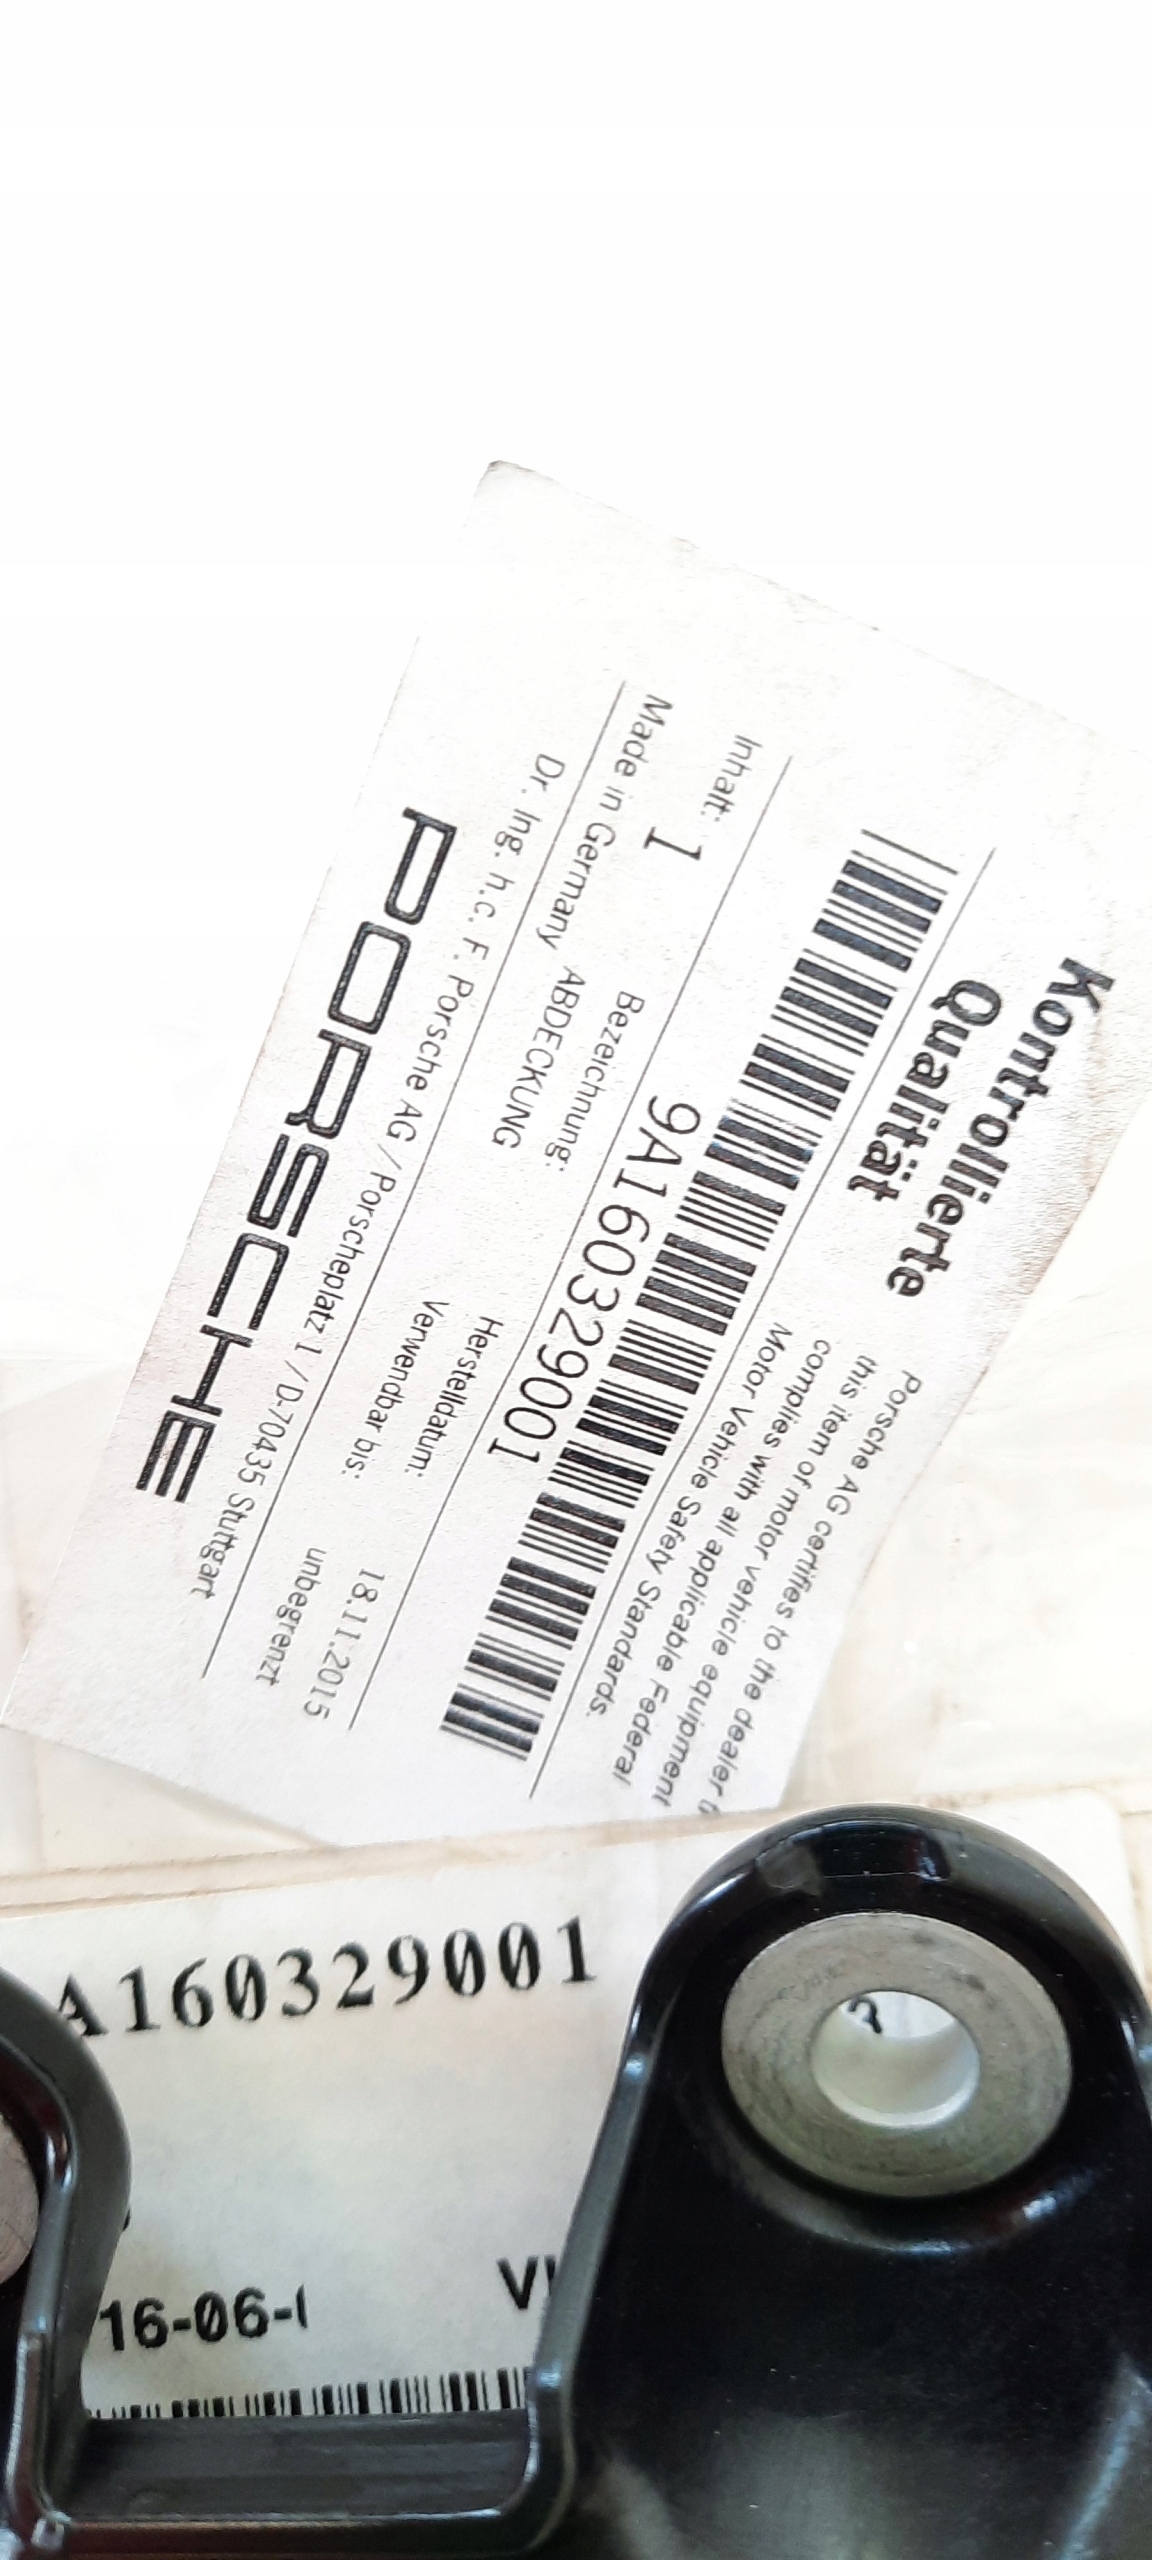 Kontrollierte
Qualität
Porsche AG certifies to the dealer
this item of motor vehicle equipment
complies with all applicable Federal
Motor Vehicle Safety Standards.
9A160329001
Inhalt: 1
Bezeichnung:
Herstelldatum: 18.11.2015
Made in Germany ABDECKUNG
Verwendbar bis: unbegrenzt
Dr. Ing. h.c. F. Porsche AG / Porscheplatz 1 / D-70435 Stuttgart
PORSCHE
A160329001
16-06-